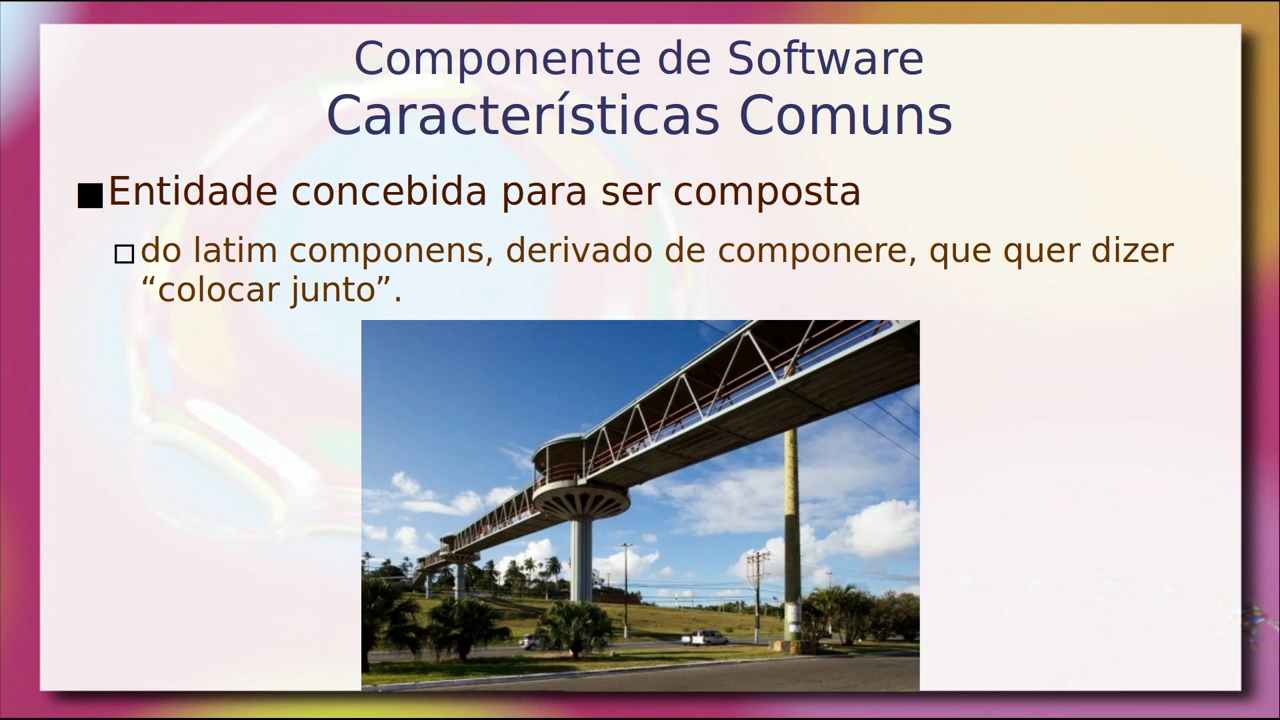 Componente de Software
Características Comuns
Entidade concebida para ser composta
do latim componens, derivado de componere, que quer dizer
“colocar junto”.